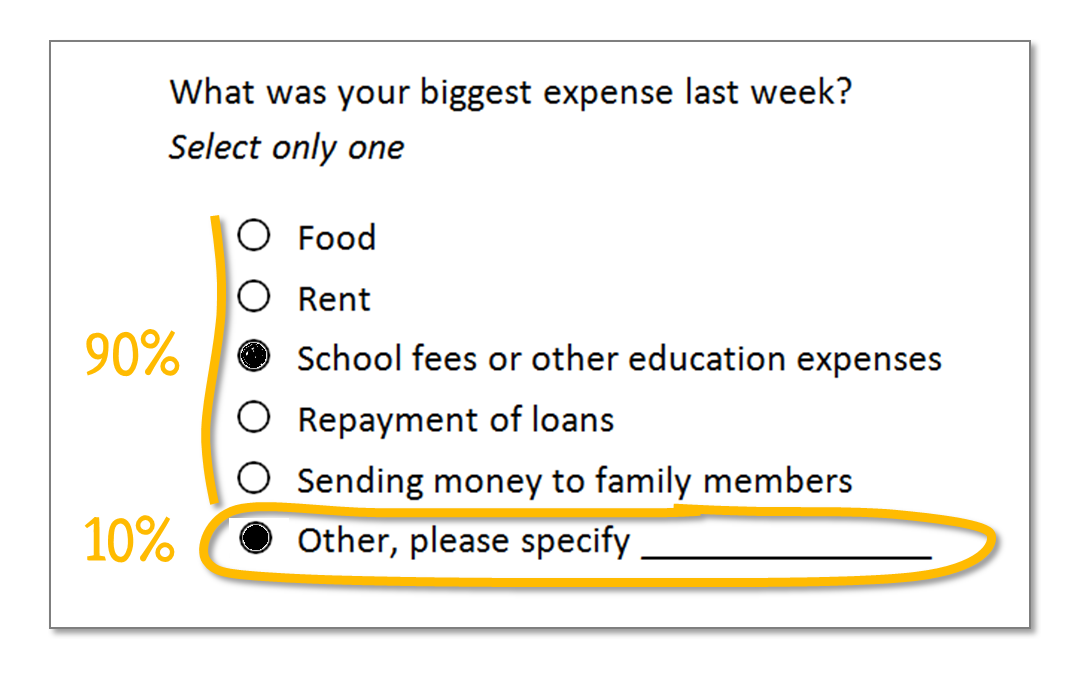 What was your biggest expense last week?
Select only one
Food
Rent
90%
School fees or other education expenses
Repayment of loans
Sending money to family members
10%
Other, please specify ________________